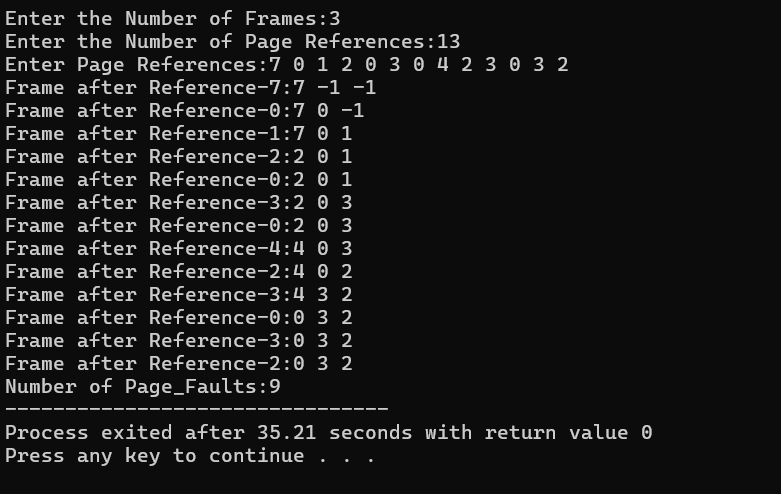 Enter the Number of Frames:3
Enter the Number of Page References:13
Enter Page References:7 0 1 2 0 3 0 4 2 3 0 3 2
Frame after Reference-7:7 -1 -1
Frame after Reference-0:7 0 -1
Frame after Reference-1:7 0 1
Frame after Reference-2:2 0 1
Frame after Reference-0:2 0 1
Frame after Reference-3:2 0 3
Frame after Reference-0:2 0 3
Frame after Reference-4:4 0 3
Frame after Reference-2:4 0 2
Frame after Reference-3:4 3 2
Frame after Reference-0:0 3 2
Frame after Reference-3:0 3 2
Frame after Reference-2:0 3 2
Number of Page_Faults:9
--------------------------------
Process exited after 35.21 seconds with return value 0
Press any key to continue . . .